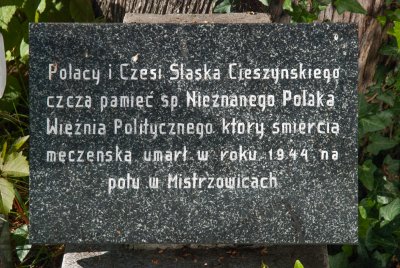 Polacy i Czesi Śląska Cieszyńskiego
czczą pamięć śp. Nieznanego Polaka
Więźnia Politycznego który śmiercią
męczeńską umarł w roku 1944 na
polu w Mistrzowicach